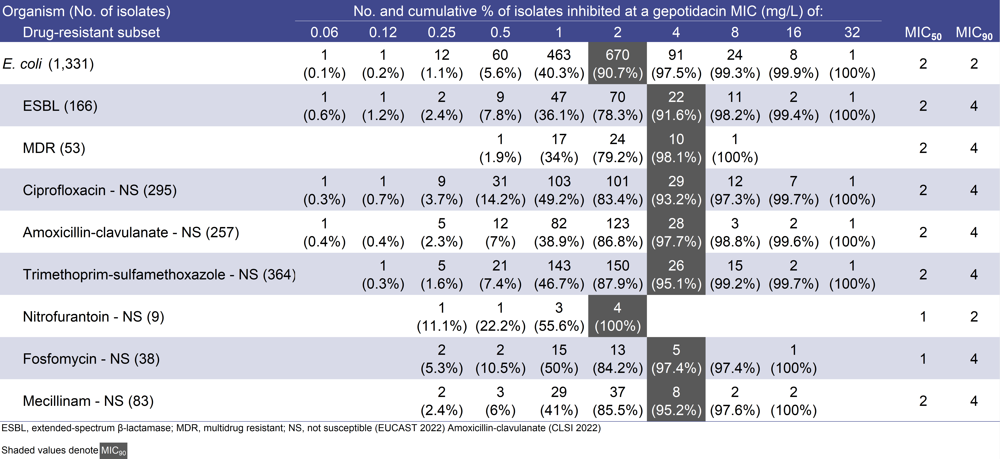 Organism (No. of isolates) No. and cumulative % of isolates inhibited at a gepotidacin MIC (mg/L) of:
Drug-resistant subset 0.06 0.12 0.25 0.5 1 2 4 8 16 32 MIC50 MIC90
E. coli (1,331) 1 1 12 60 463 670 91 24 8 1 2 2
(0.1%) (0.2%) (1.1%) (5.6%) (40.3%) (90.7%) (97.5%) (99.3%) (99.9%) (100%)
ESBL (166) 1 1 2 9 47 70 22 11 2 1 2 4
(0.6%) (1.2%) (2.4%) (7.8%) (36.1%) (78.3%) (91.6%) (98.2%) (99.4%) (100%)
MDR (53) 1 17 24 10 1 2 4
(1.9%) (34%) (79.2%) (98.1%) (100%)
Ciprofloxacin - NS (295) 1 1 9 31 103 101 29 12 7 1 2 4
(0.3%) (0.7%) (3.7%) (14.2%) (49.2%) (83.4%) (93.2%) (97.3%) (99.7%) (100%)
Amoxicillin-clavulanate - NS (257) 1 5 12 82 123 28 3 2 1 2 4
(0.4%) (0.4%) (2.3%) (7%) (38.9%) (86.8%) (97.7%) (98.8%) (99.6%) (100%)
Trimethoprim-sulfamethoxazole - NS (364) 1 5 21 143 150 26 15 2 1 2 4
(0.3%) (1.6%) (7.4%) (46.7%) (87.9%) (95.1%) (99.2%) (99.7%) (100%)
Nitrofurantoin - NS (9) 1 1 3 4 1 2
(11.1%) (22.2%) (55.6%) (100%)
Fosfomycin - NS (38) 2 2 15 13 5 1 1 4
(5.3%) (10.5%) (50%) (84.2%) (97.4%) (97.4%) (100%)
Mecillinam - NS (83) 2 3 29 37 8 2 2 2 4
(2.4%) (6%) (41%) (85.5%) (95.2%) (97.6%) (100%)
ESBL, extended-spectrum β-lactamase; MDR, multidrug resistant; NS, not susceptible (EUCAST 2022) Amoxicillin-clavulanate (CLSI 2022)
Shaded values denote MIC90